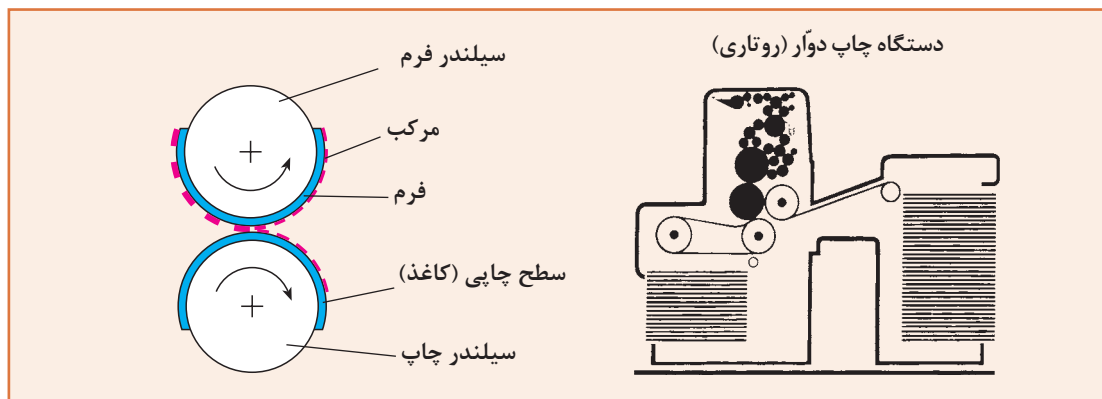 دستگاه چاپ دوّار (روتاری)
سیلندر فرم
مرکب
فرم
سطح چاپی (کاغذ)
سیلندر چاپ